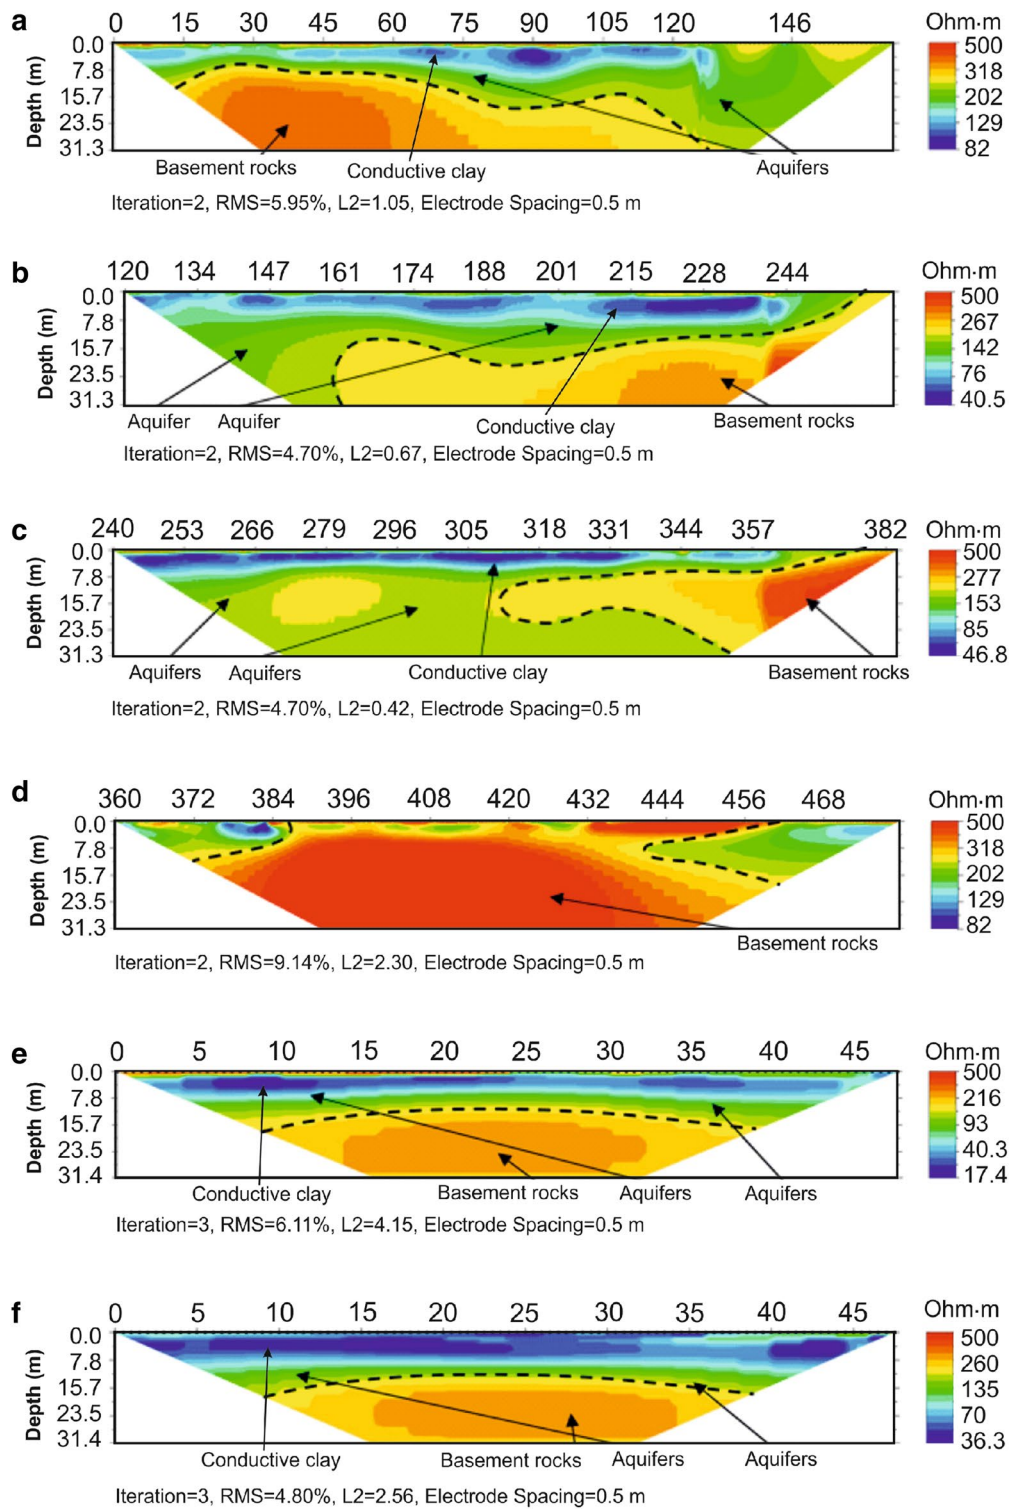 a 0 15 30 45 60 75 90 105 120 146 Ohm·m
0.0 500
7.8 318
15.7 202
23.5 129
31.3 82
Depth (m)
Basement rocks Conductive clay Aquifers
Iteration=2, RMS=5.95%, L2=1.05, Electrode Spacing=0.5 m
b 120 134 147 161 174 188 201 215 228 244 Ohm·m
0.0 500
7.8 267
15.7 142
23.5 76
31.3 40.5
Depth (m)
Aquifer Aquifer Conductive clay Basement rocks
Iteration=2, RMS=4.70%, L2=0.67, Electrode Spacing=0.5 m
c 240 253 266 279 296 305 318 331 344 357 382 Ohm·m
0.0 500
7.8 277
15.7 153
23.5 85
31.3 46.8
Depth (m)
Aquifers Aquifers Conductive clay Basement rocks
Iteration=2, RMS=4.70%, L2=0.42, Electrode Spacing=0.5 m
d 360 372 384 396 408 420 432 444 456 468 Ohm·m
0.0 500
7.8 318
15.7 202
23.5 129
31.3 82
Depth (m)
Basement rocks
Iteration=2, RMS=9.14%, L2=2.30, Electrode Spacing=0.5 m
e 0 5 10 15 20 25 30 35 40 45 Ohm·m
0.0 500
7.8 216
15.7 93
23.5 40.3
31.4 17.4
Depth (m)
Conductive clay Basement rocks Aquifers Aquifers
Iteration=3, RMS=6.11%, L2=4.15, Electrode Spacing=0.5 m
f 0 5 10 15 20 25 30 35 40 45 Ohm·m
0.0 500
7.8 260
15.7 135
23.5 70
31.4 36.3
Depth (m)
Conductive clay Basement rocks Aquifers Aquifers
Iteration=3, RMS=4.80%, L2=2.56, Electrode Spacing=0.5 m